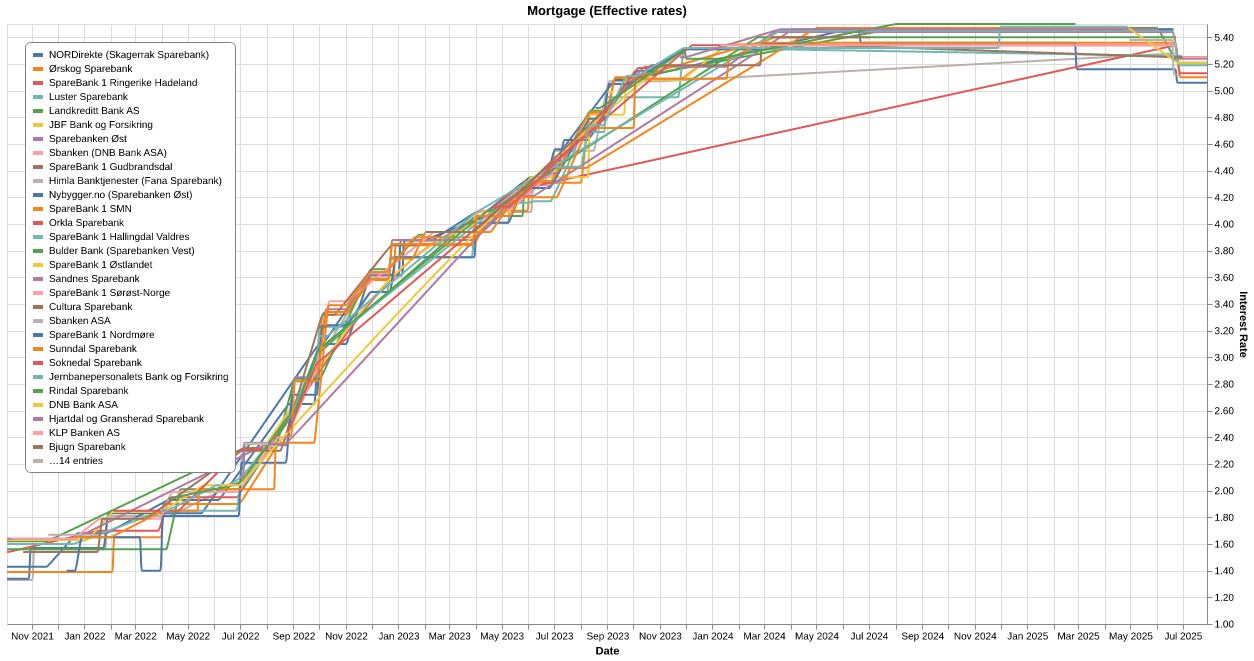 Mortgage (Effective rates)
NORDirekte (Skagerrak Sparebank)
Ørskog Sparebank
SpareBank 1 Ringerike Hadeland
Luster Sparebank
Landkreditt Bank AS
JBF Bank og Forsikring
Sparebanken Øst
Sbanken (DNB Bank ASA)
SpareBank 1 Gudbrandsdal
Himla Banktjenester (Fana Sparebank)
Nybygger.no (Sparebanken Øst)
SpareBank 1 SMN
Orkla Sparebank
SpareBank 1 Hallingdal Valdres
Bulder Bank (Sparebanken Vest)
SpareBank 1 Østlandet
Sandnes Sparebank
SpareBank 1 Sørøst-Norge
Cultura Sparebank
Sbanken ASA
SpareBank 1 Nordmøre
Sunndal Sparebank
Soknedal Sparebank
Jernbanepersonalets Bank og Forsikring
Rindal Sparebank
DNB Bank ASA
Hjartdal og Gransherad Sparebank
KLP Banken AS
Bjugn Sparebank
…14 entries
5.40
5.20
5.00
4.80
4.60
4.40
4.20
4.00
3.80
3.60
3.40
3.20
3.00
2.80
2.60
2.40
2.20
2.00
1.80
1.60
1.40
1.20
1.00
Interest Rate
Nov 2021 Jan 2022 Mar 2022 May 2022 Jul 2022 Sep 2022 Nov 2022 Jan 2023 Mar 2023 May 2023 Jul 2023 Sep 2023 Nov 2023 Jan 2024 Mar 2024 May 2024 Jul 2024 Sep 2024 Nov 2024 Jan 2025 Mar 2025 May 2025 Jul 2025
Date